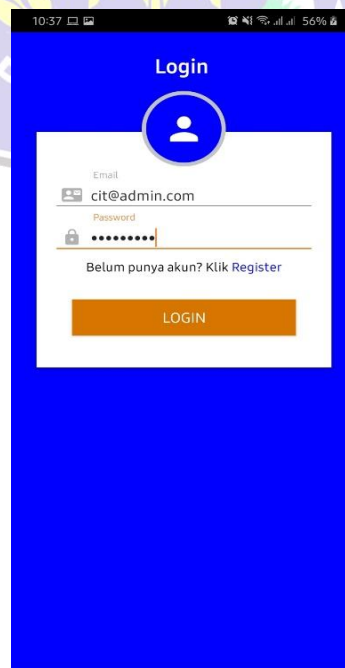 10:37 56%
Login
Email
cit@admin.com
Password
•••••••••
Belum punya akun? Klik Register
LOGIN